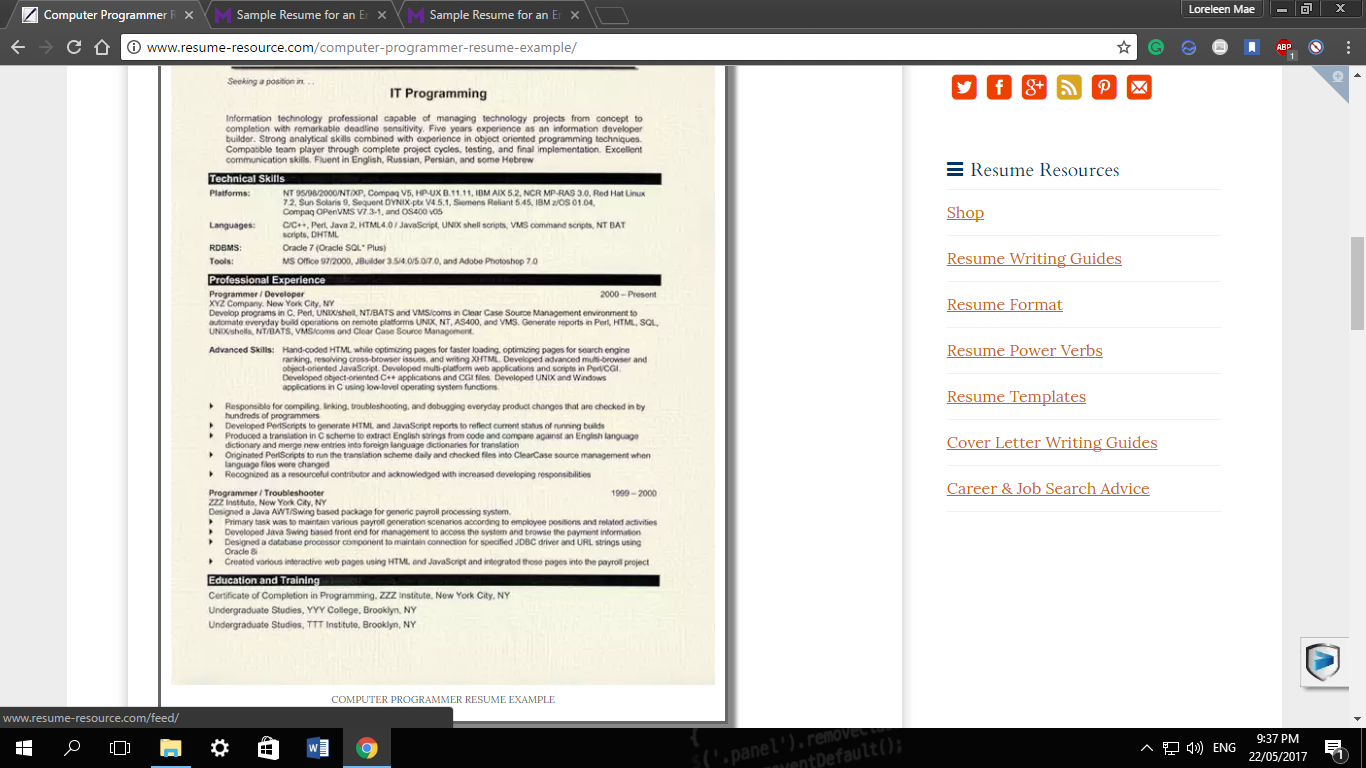 Computer Programmer R
Sample Resume for an En
Sample Resume for an En
Loreleen Mae
www.resume-resource.com/computer-programmer-resume-example/
ABP
1
Seeking a position in. . .
IT Programming
Information technology professional capable of managing technology projects from concept to
completion with remarkable deadline sensitivity. Five years experience as an information developer
builder. Strong analytical skills combined with experience in object oriented programming techniques.
Compatible team player through complete project cycles, testing, and final implementation. Excellent
communication skills. Fluent in English, Russian, Persian, and some Hebrew
Technical Skills
Platforms: NT 95/98/2000/NT/XP, Compaq V5, HP-UX B.11.11, IBM AIX 5.2, NCR MP-RAS 3.0, Red Hat Linux
7.2, Sun Solaris 9, Sequent DYNIX-ptx V4.5.1, Siemens Reliant 5.45, IBM z/OS 01.04,
Compaq OPenVMS V7.3-1, and OS400 v05
Languages: C/C++, Perl, Java 2, HTML4.0 / JavaScript, UNIX shell scripts, VMS command scripts, NT BAT
scripts, DHTML
RDBMS: Oracle 7 (Oracle SQL* Plus)
Tools: MS Office 97/2000, JBuilder 3.5/4.0/5.0/7.0, and Adobe Photoshop 7.0
Professional Experience
Programmer / Developer 2000 – Present
XYZ Company, New York City, NY
Develop programs in C, Perl, UNIX/shell, NT/BATS and VMS/coms in Clear Case Source Management environment to
automate everyday build operations on remote platforms UNIX, NT, AS400, and VMS. Generate reports in Perl, HTML, SQL,
UNIX/shells, NT/BATS, VMS/coms and Clear Case Source Management.
Advanced Skills: Hand-coded HTML while optimizing pages for faster loading, optimizing pages for search engine
ranking, resolving cross-browser issues, and writing XHTML. Developed advanced multi-browser and
object-oriented JavaScript. Developed multi-platform web applications and scripts in Perl/CGI.
Developed object-oriented C++ applications and CGI files. Developed UNIX and Windows
applications in C using low-level operating system functions.
Responsible for compiling, linking, troubleshooting, and debugging everyday product changes that are checked in by
hundreds of programmers
Developed PerlScripts to generate HTML and JavaScript reports to reflect current status of running builds
Produced a translation in C scheme to extract English strings from code and compare against an English language
dictionary and merge new entries into foreign language dictionaries for translation
Originated PerlScripts to run the translation scheme daily and checked files into ClearCase source management when
language files were changed
Recognized as a resourceful contributor and acknowledged with increased developing responsibilities
Programmer / Troubleshooter 1999 – 2000
ZZZ Institute, New York City, NY
Designed a Java AWT/Swing based package for generic payroll processing system.
Primary task was to maintain various payroll generation scenarios according to employee positions and related activities
Developed Java Swing based front end for management to access the system and browse the payment information
Designed a database processor component to maintain connection for specified JDBC driver and URL strings using
Oracle 8i
Created various interactive web pages using HTML and JavaScript and integrated those pages into the payroll project
Education and Training
Certificate of Completion in Programming, ZZZ Institute, New York City, NY
Undergraduate Studies, YYY College, Brooklyn, NY
Undergraduate Studies, TTT Institute, Brooklyn, NY
COMPUTER PROGRAMMER RESUME EXAMPLE
Resume Resources
Shop
Resume Writing Guides
Resume Format
Resume Power Verbs
Resume Templates
Cover Letter Writing Guides
Career & Job Search Advice
www.resume-resource.com/feed/
ENG
9:37 PM
22/05/2017
1